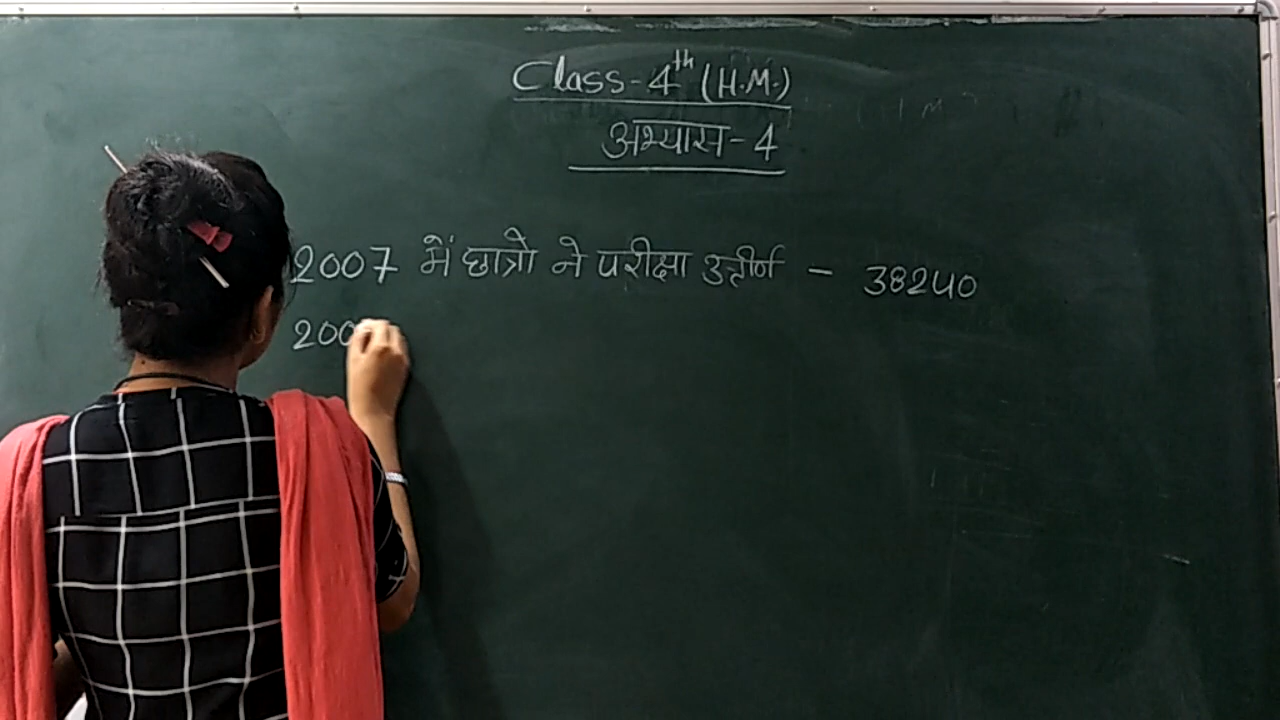 Class-4th (H.M.)
अभ्यास-4
2007 में छात्रो ने परीक्षा उत्तीर्ण - 38240
200